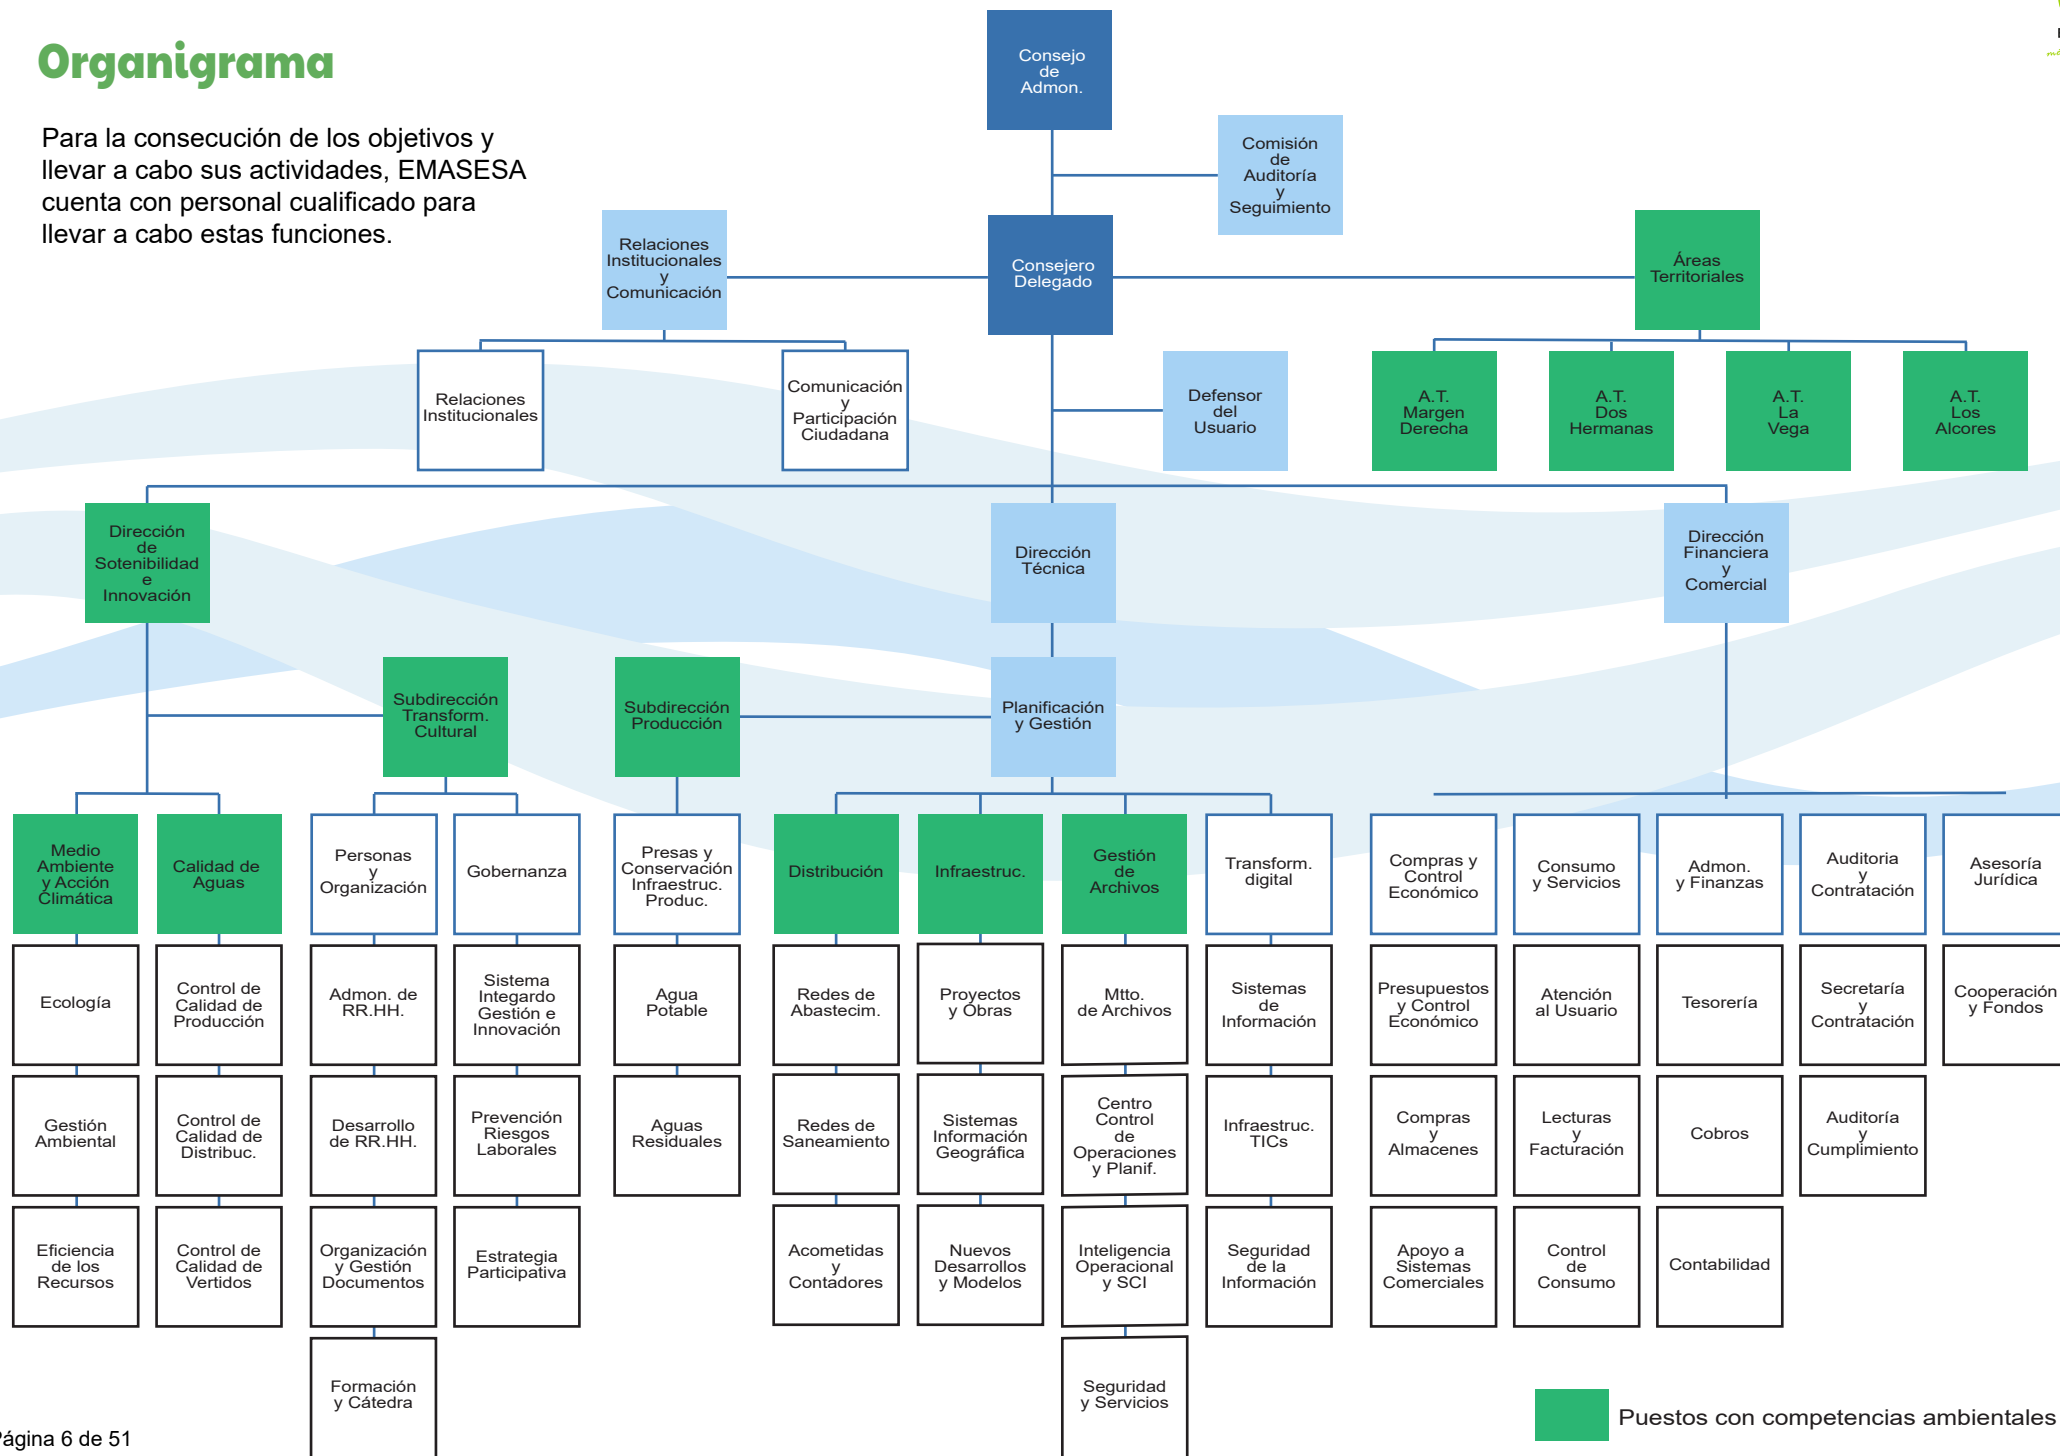 Organigrama
Para la consecución de los objetivos y
llevar a cabo sus actividades, EMASESA
cuenta con personal cualificado para
llevar a cabo estas funciones.
Consejo
de
Admon.
Comisión
de
Auditoría
y
Seguimiento
Relaciones
Institucionales
y
Comunicación
Consejero
Delegado
Áreas
Territoriales
Relaciones
Institucionales
Comunicación
y
Participación
Ciudadana
Defensor
del
Usuario
A.T.
Margen
Derecha
A.T.
Dos
Hermanas
A.T.
La
Vega
A.T.
Los
Alcores
Dirección
de
Sotenibilidad
e
Innovación
Dirección
Técnica
Dirección
Financiera
y
Comercial
Subdirección
Transform.
Cultural
Subdirección
Producción
Planificación
y Gestión
Medio
Ambiente
y Acción
Climática
Calidad de
Aguas
Personas
y
Organización
Gobernanza
Presas y
Conservación
Infraestruc.
Produc.
Distribución
Infraestruc.
Gestión
de
Archivos
Transform.
digital
Compras y
Control
Económico
Consumo
y Servicios
Admon.
y Finanzas
Auditoria
y
Contratación
Asesoría
Jurídica
Ecología
Control de
Calidad de
Producción
Admon. de
RR.HH.
Sistema
Integardo
Gestión e
Innovación
Agua
Potable
Redes de
Abastecim.
Proyectos
y Obras
Mtto.
de Archivos
Sistemas
de
Información
Presupuestos
y Control
Económico
Atención
al Usuario
Tesorería
Secretaría
y
Contratación
Cooperación
y Fondos
Gestión
Ambiental
Control de
Calidad de
Distribuc.
Desarrollo
de RR.HH.
Prevención
Riesgos
Laborales
Aguas
Residuales
Redes de
Saneamiento
Sistemas
Información
Geográfica
Centro
Control
de
Operaciones
y Planif.
Infraestruc.
TICs
Compras
y
Almacenes
Lecturas
y
Facturación
Cobros
Auditoría
y
Cumplimiento
Eficiencia
de los
Recursos
Control de
Calidad de
Vertidos
Organización
y Gestión
Documentos
Estrategia
Participativa
Acometidas
y
Contadores
Nuevos
Desarrollos
y Modelos
Inteligencia
Operacional
y SCI
Seguridad
de la
Información
Apoyo a
Sistemas
Comerciales
Control
de
Consumo
Contabilidad
Formación
y Cátedra
Seguridad
y Servicios
Puestos con competencias ambientales
Página 6 de 51